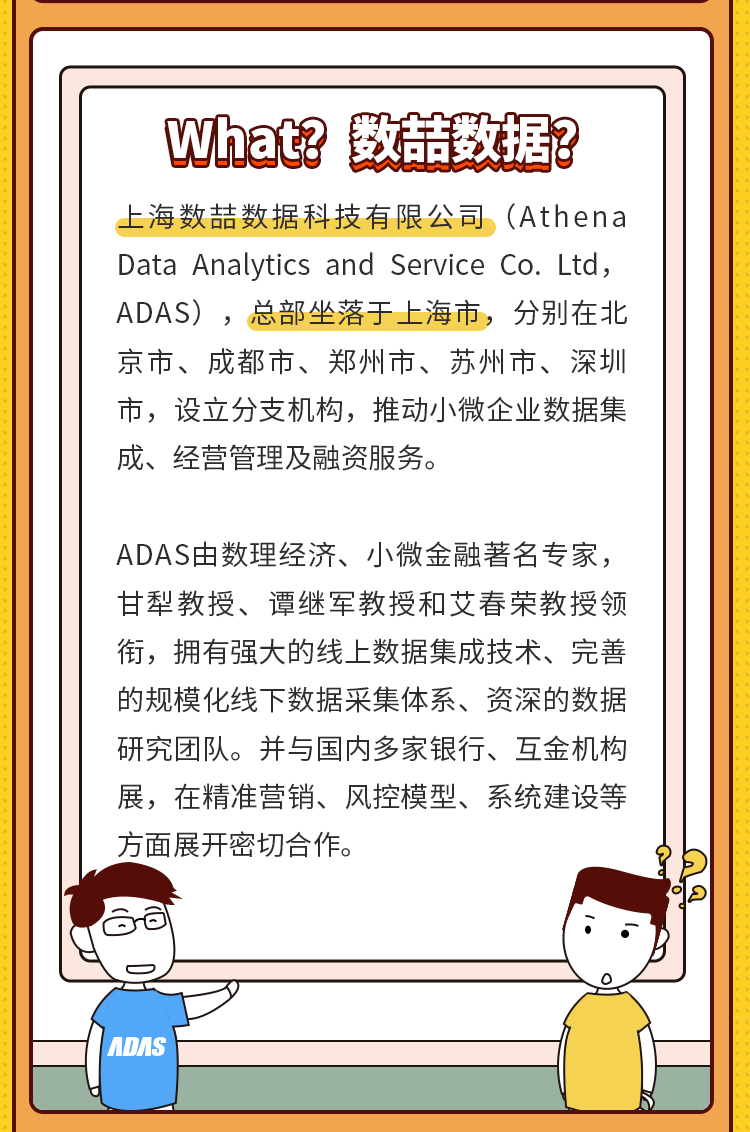 What？数喆数据？
上海数喆数据科技有限公司（Athena
Data Analytics and Service Co. Ltd，
ADAS），总部坐落于上海市，分别在北
京市、成都市、郑州市、苏州市、深圳
市，设立分支机构，推动小微企业数据集
成、经营管理及融资服务。
ADAS由数理经济、小微金融著名专家，
甘犁教授、谭继军教授和艾春荣教授领
衔，拥有强大的线上数据集成技术、完善
的规模化线下数据采集体系、资深的数据
研究团队。并与国内多家银行、互金机构
展，在精准营销、风控模型、系统建设等
方面展开密切合作。
? ? ?
ADAS